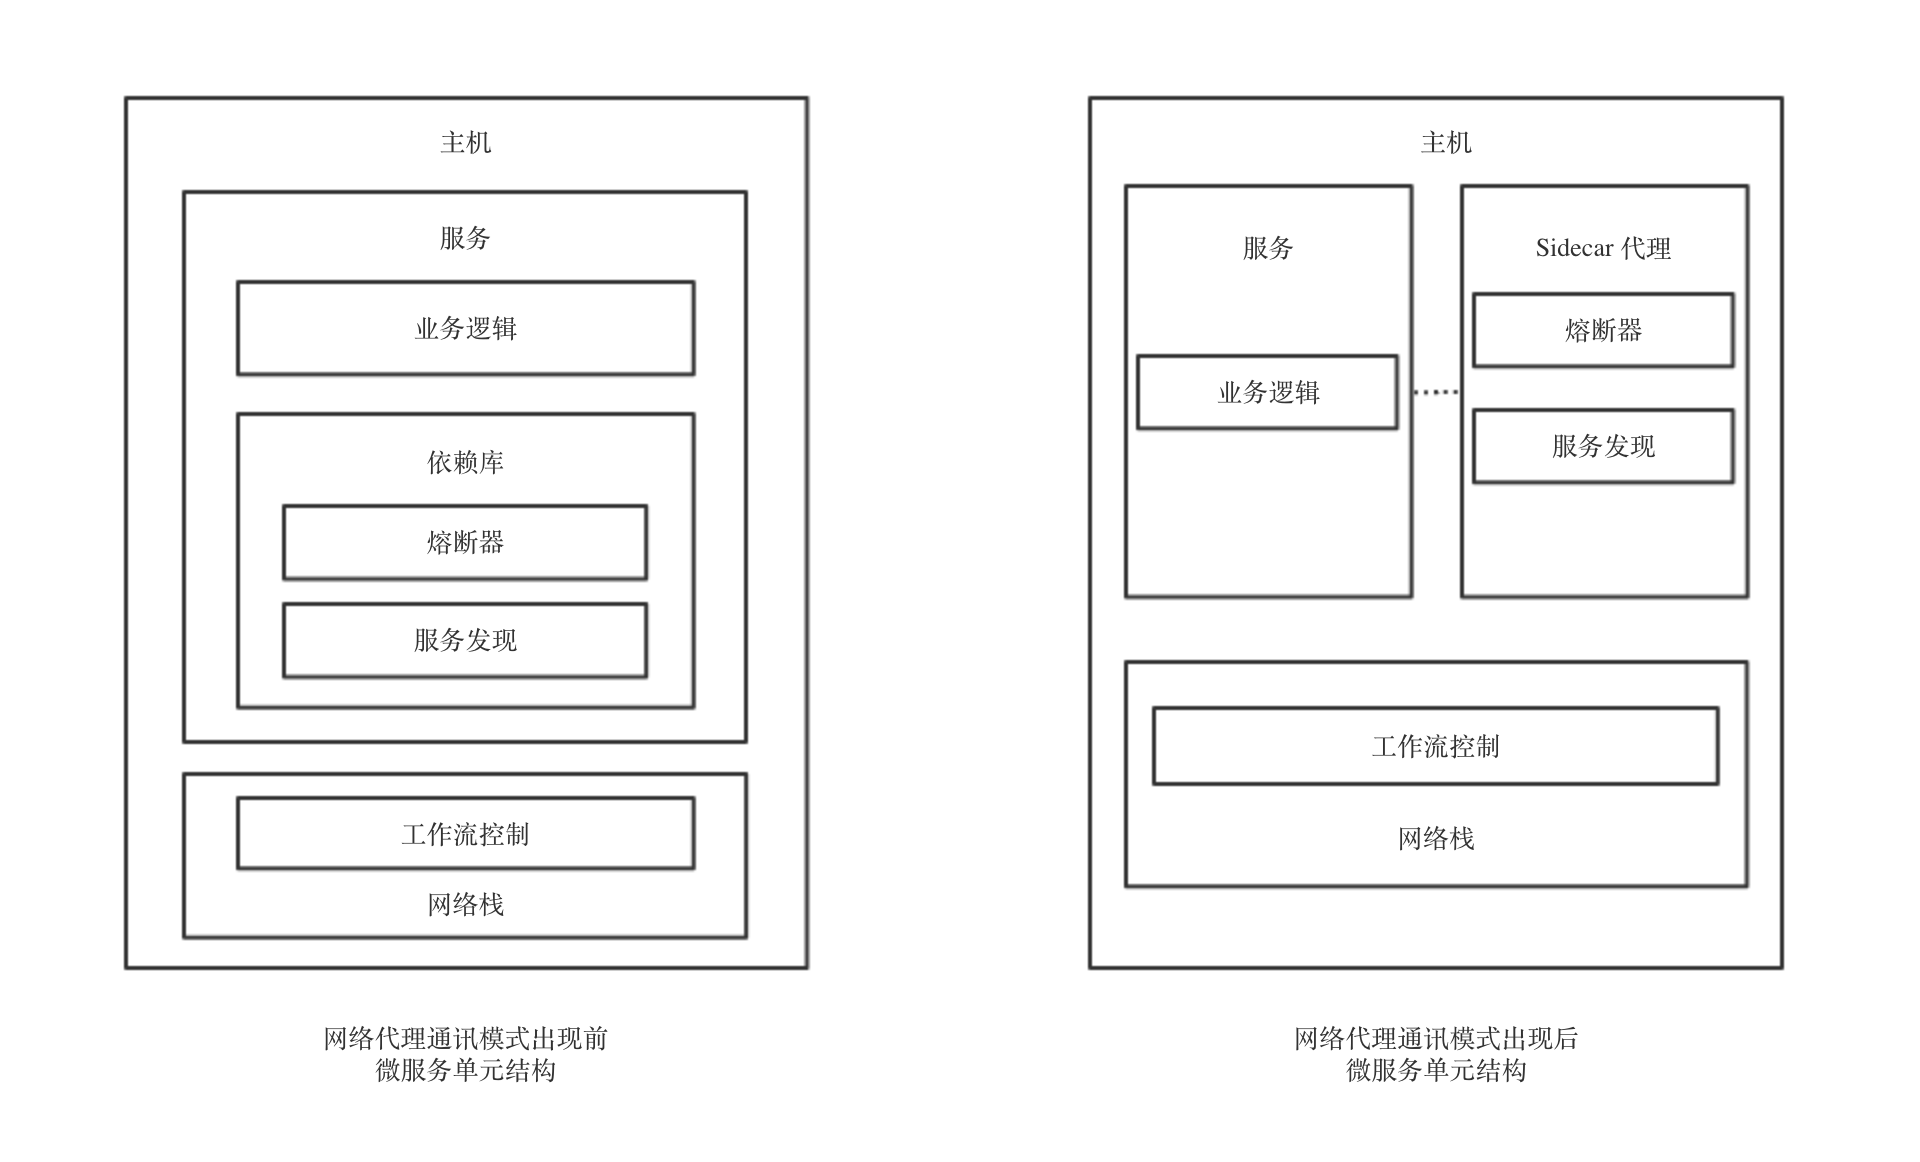 主机
服务
业务逻辑
依赖库
熔断器
服务发现
工作流控制
网络栈
网络代理通讯模式出现前
微服务单元结构
主机
服务
业务逻辑
Sidecar 代理
熔断器
服务发现
工作流控制
网络栈
网络代理通讯模式出现后
微服务单元结构